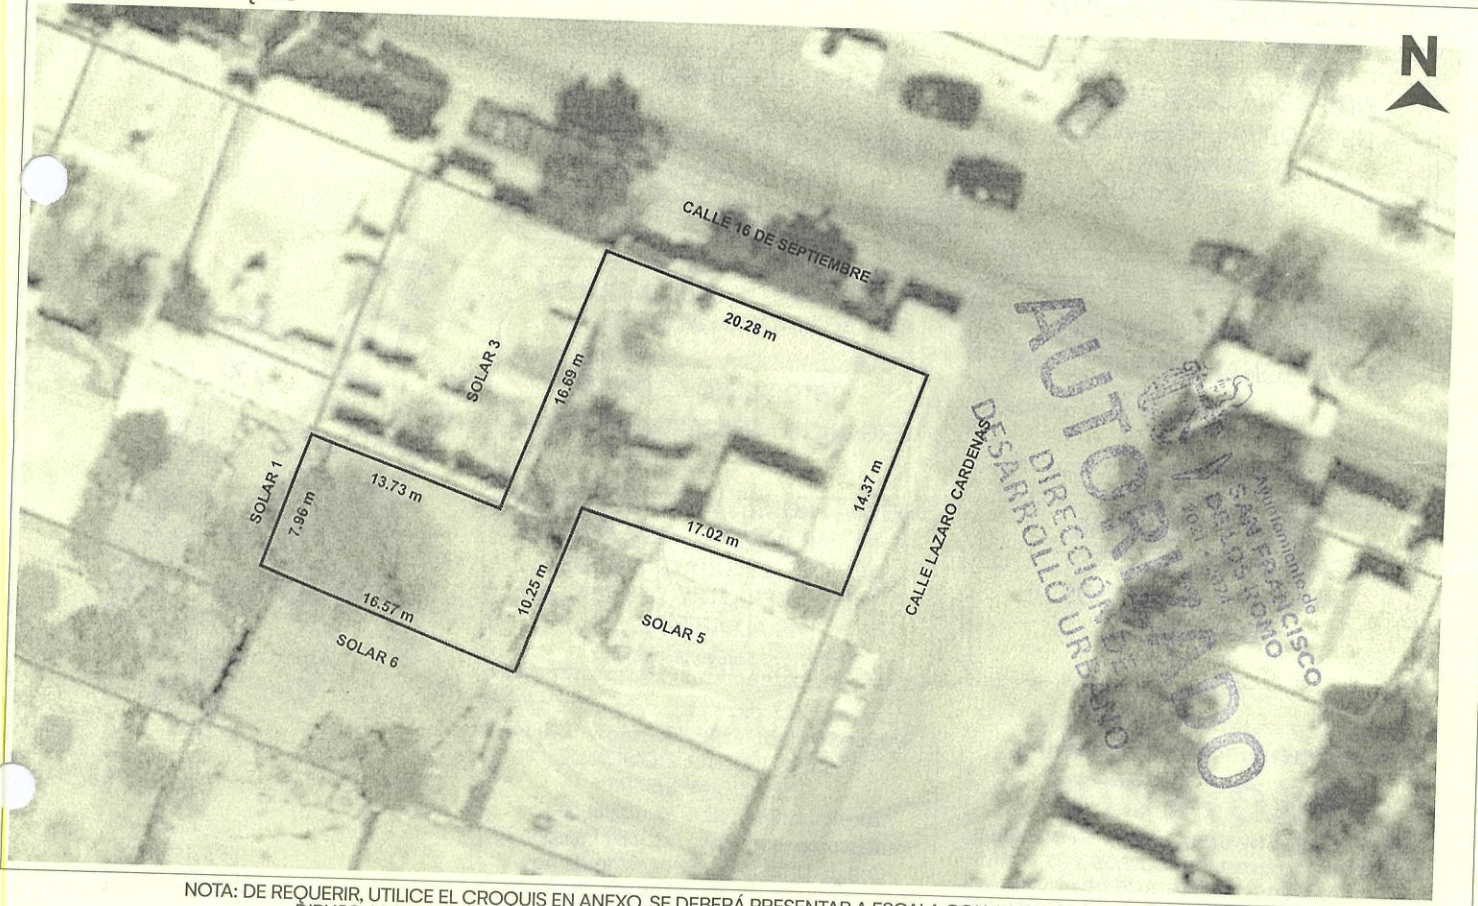 N
CALLE 16 DE SEPTIEMBRE
20.28 m
SOLAR 3
16.69 m
CALLE LAZARO CARDENAS
14.37 m
SOLAR 1
13.73 m
7.96 m
17.02 m
10.25 m
16.57 m
SOLAR 5
SOLAR 6
AUTORIZADO
DIRECCIÓN DE
DESARROLLO URBANO
Ayuntamiento de
SAN FRANCISCO
DE LOS ROMO
NOTA: DE REQUERIR, UTILICE EL CROQUIS EN ANEXO, SE DEBERÁ PRESENTAR A ESCALA